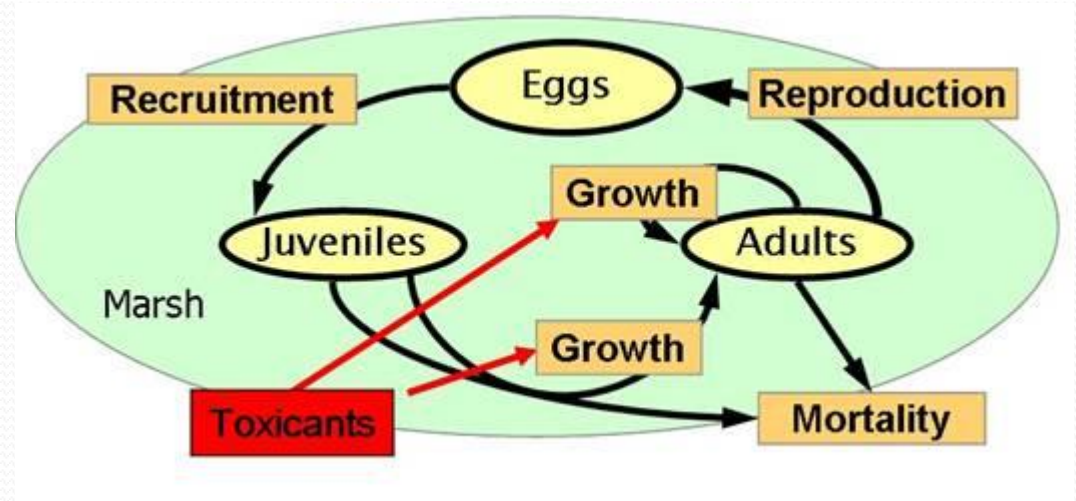 Eggs
Recruitment
Reproduction
Growth
Juveniles
Adults
Marsh
Growth
Toxicants
Mortality